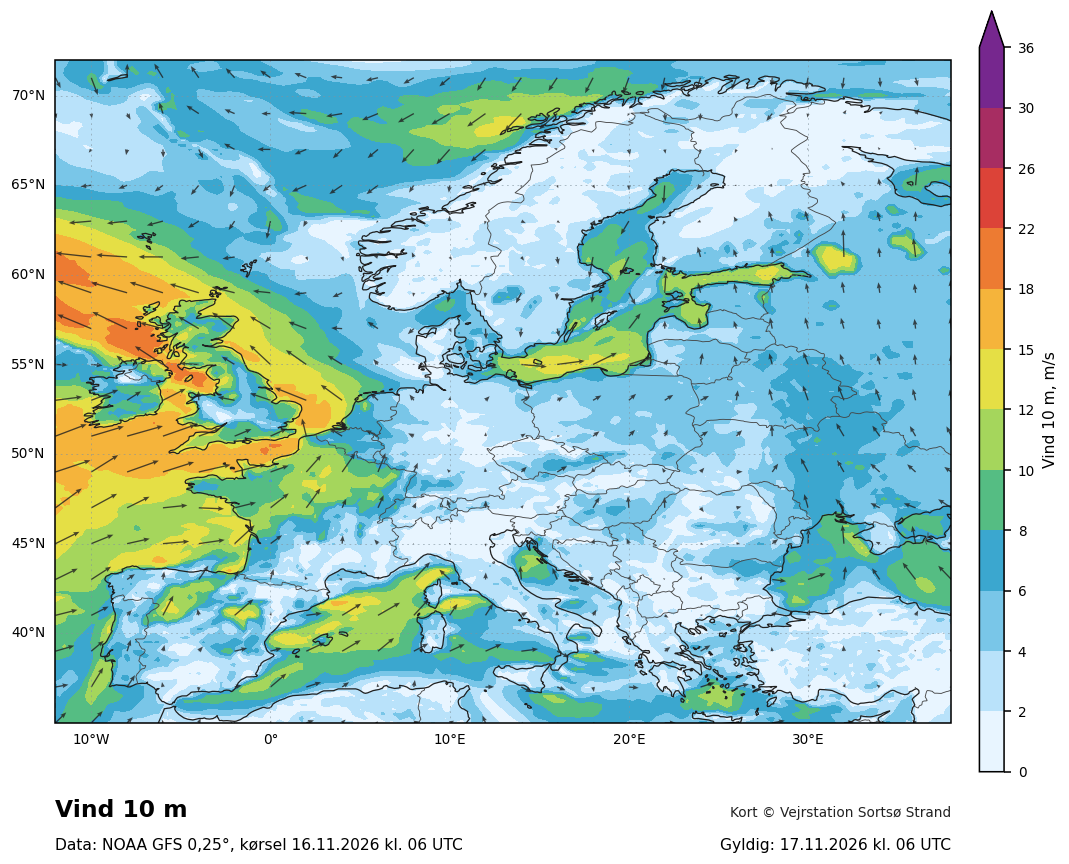 36
30
26
22
18
15
12
10
8
6
4
2
0
Vind 10 m, m/s
70°N
65°N
60°N
55°N
50°N
45°N
40°N
10°W
0°
10°E
20°E
30°E
Vind 10 m
Kort © Vejrstation Sortsø Strand
Data: NOAA GFS 0,25°, kørsel 16.11.2026 kl. 06 UTC
Gyldig: 17.11.2026 kl. 06 UTC